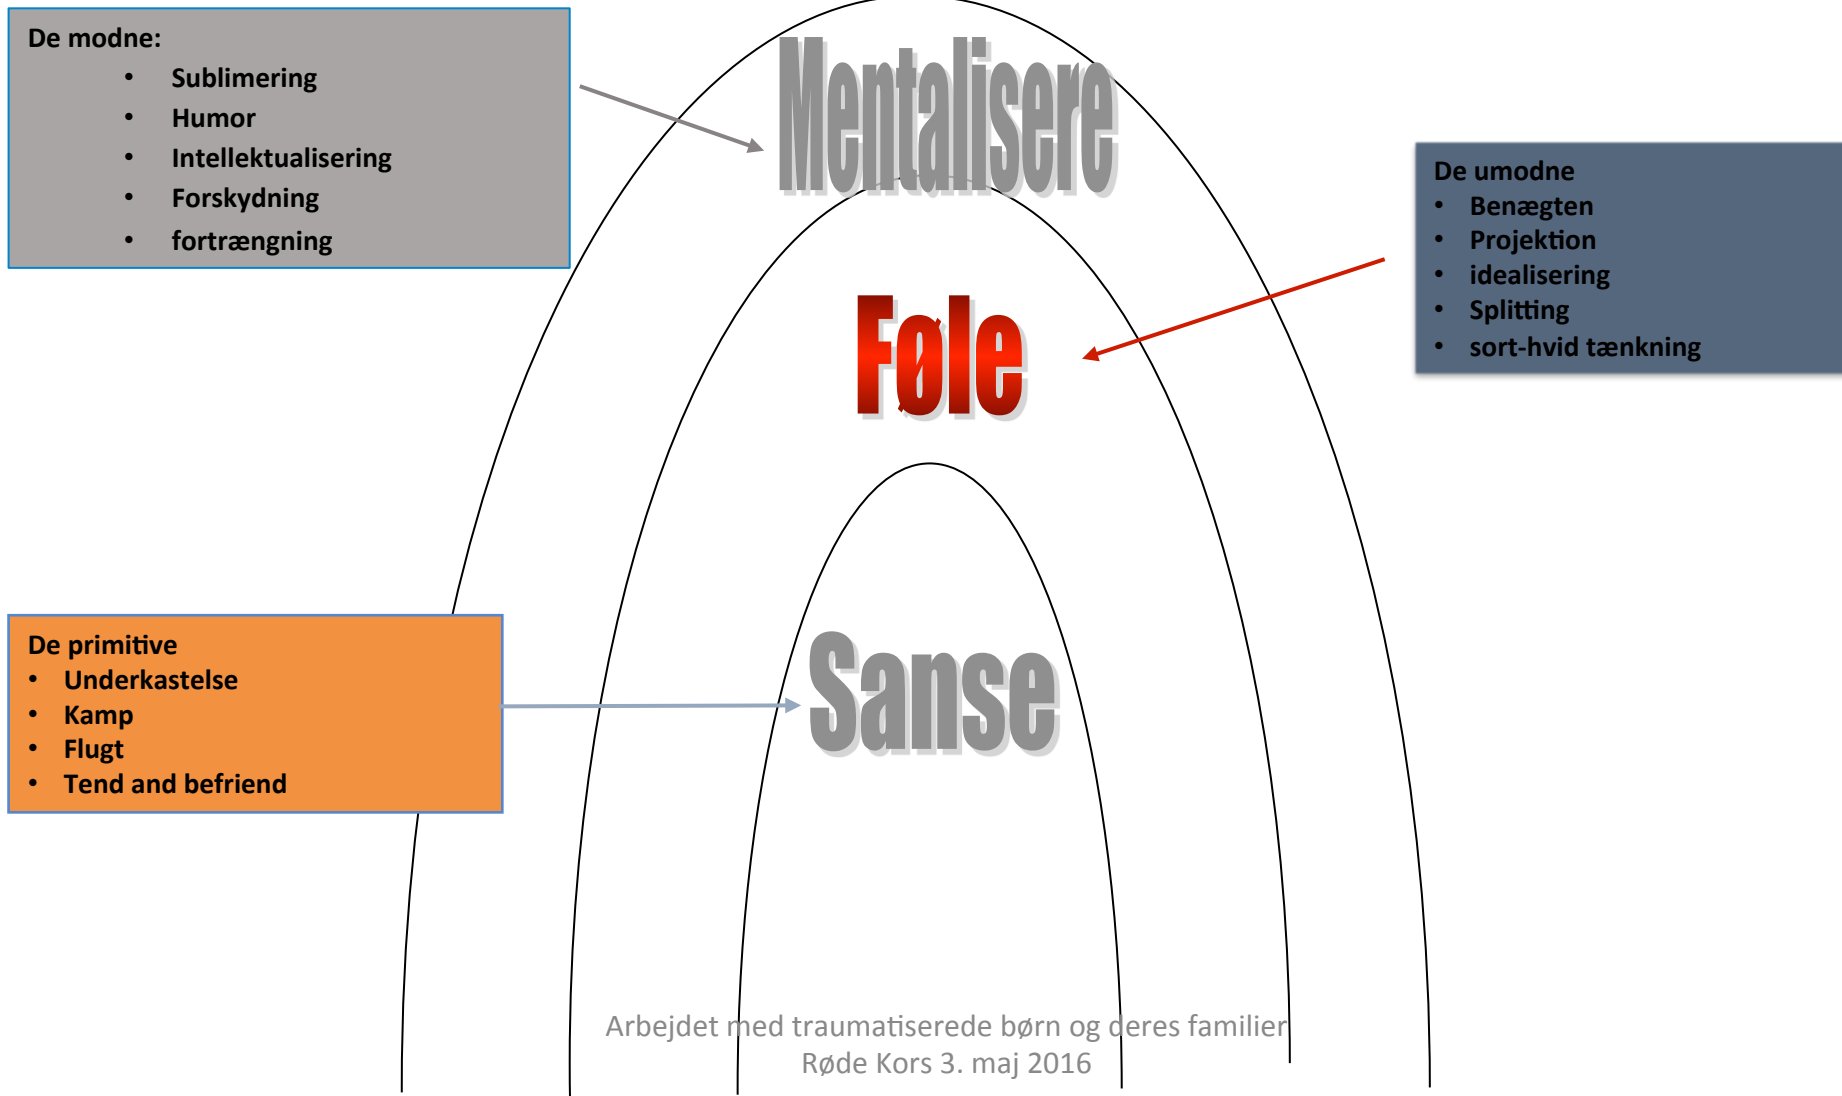 De modne:
• Sublimering
• Humor
• Intellektualisering
• Forskydning
• fortrængning
Mentalisere
De umodne
• Benægten
• Projektion
• idealisering
• Splitting
• sort-hvid tænkning
Føle
De primitive
• Underkastelse
• Kamp
• Flugt
• Tend and befriend
Sanse
Arbejdet med traumatiserede børn og deres familier
Røde Kors 3. maj 2016